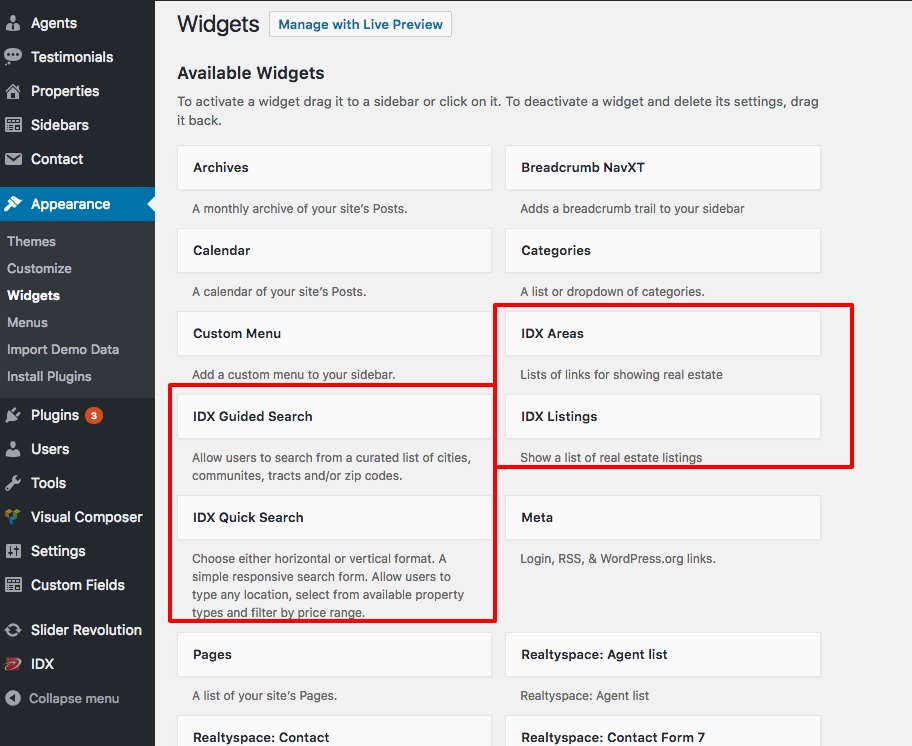 Agents
Testimonials
Properties
Sidebars
Contact
Appearance
Themes
Customize
Widgets
Menus
Import Demo Data
Install Plugins
Plugins 3
Users
Tools
Visual Composer
Settings
Custom Fields
Slider Revolution
IDX
Collapse menu
Widgets Manage with Live Preview
Available Widgets
To activate a widget drag it to a sidebar or click on it. To deactivate a widget and delete its settings, drag
it back.
Archives
A monthly archive of your site's Posts.
Breadcrumb NavXT
Adds a breadcrumb trail to your sidebar
Calendar
A calendar of your site's Posts.
Categories
A list or dropdown of categories.
Custom Menu
Add a custom menu to your sidebar.
IDX Areas
Lists of links for showing real estate
IDX Guided Search
Allow users to search from a curated list of cities,
communites, tracts and/or zip codes.
IDX Listings
Show a list of real estate listings
IDX Quick Search
Choose either horizontal or vertical format. A
simple responsive search form. Allow users to
type any location, select from available property
types and filter by price range.
Meta
Login, RSS, & WordPress.org links.
Pages
A list of your site's Pages.
Realtyspace: Agent list
Realtyspace: Agent list
Realtyspace: Contact
Realtyspace: Contact Form 7